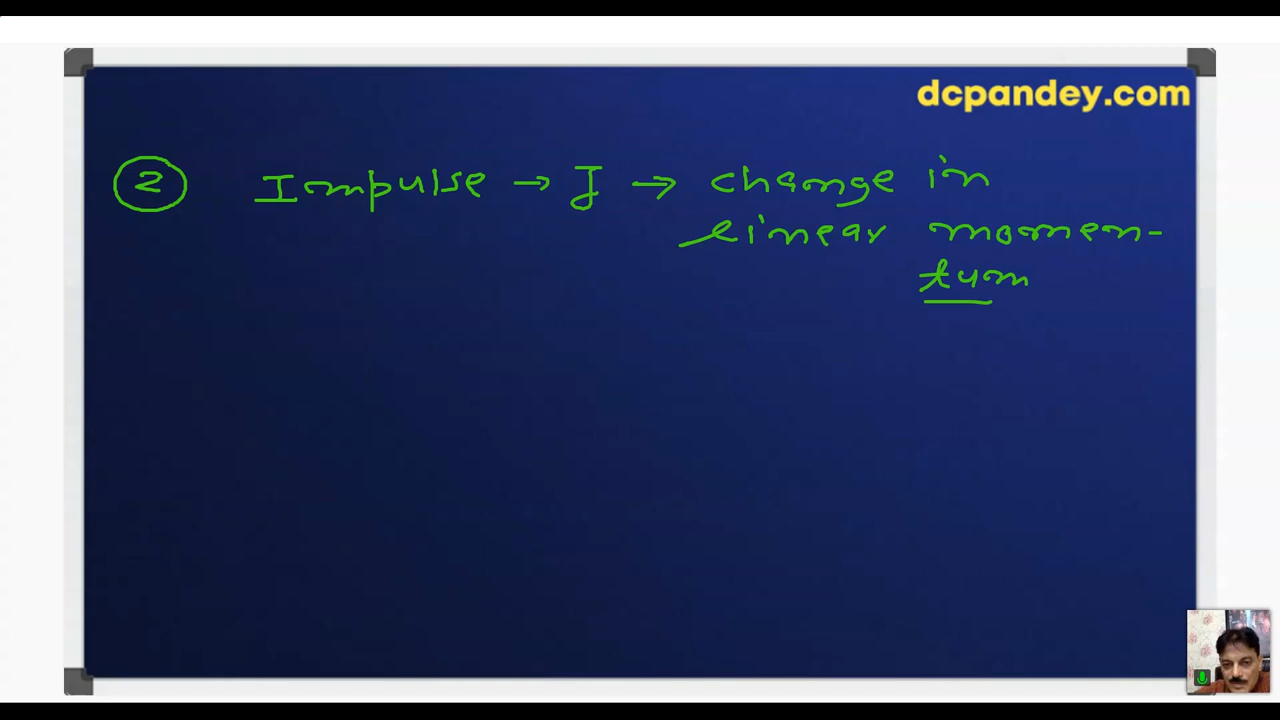 dcpandey.com
2 Impulse → J → change in
linear momen-
tum